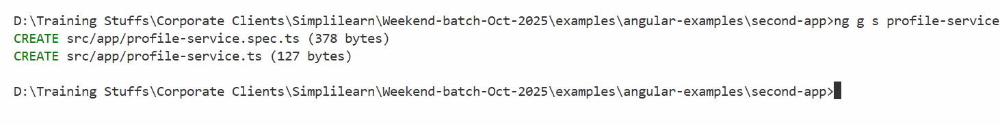 D:\Training Stuffs\Corporate Clients\Simplilearn\Weekend-batch-Oct-2025\examples\angular-examples\second-app>ng g s profile-service
CREATE src/app/profile-service.spec.ts (378 bytes)
CREATE src/app/profile-service.ts (127 bytes)
D:\Training Stuffs\Corporate Clients\Simplilearn\Weekend-batch-Oct-2025\examples\angular-examples\second-app>